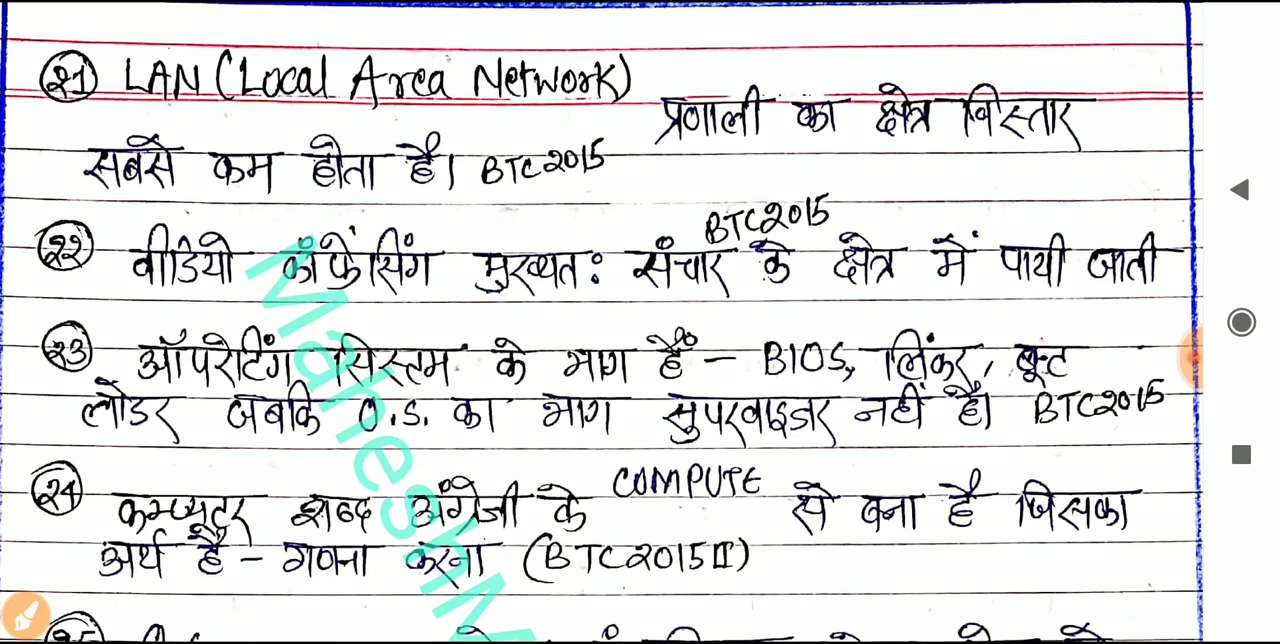 21 LAN (Local Area Network) प्रणाली का क्षेत्र विस्तार
सबसे कम होता है। BTC2015
BTC2015
22 वीडियो कांफ्रेंसिंग मुख्यतः संचार के क्षेत्र में पायी जाती
23 ऑपरेटिंग सिस्टम के भाग हैं - BIOS, लिंकर, बूट
लोडर जबकि O.S. का भाग सुपरवाइजर नहीं है। BTC2015
24 कम्प्यूटर शब्द अंग्रेजी के COMPUTE से बना है जिसका
अर्थ है - गणना करना (BTC2015 II)
MaheshM